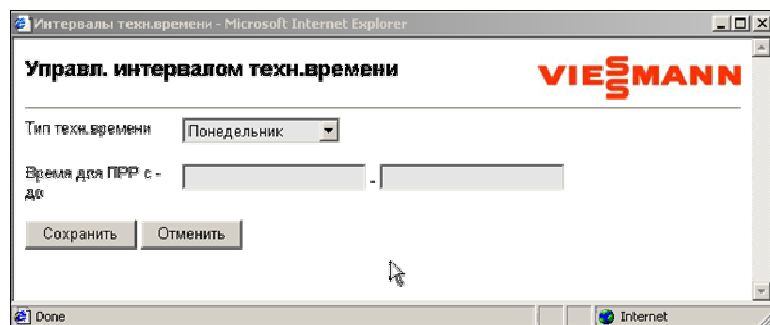 Интервалы техн.времени - Microsoft Internet Explorer
Управл. интервалом техн.времени
VIESSMANN
Тип техн.времени
Понедельник
Время для ПРР с -
до
-
Сохранить Отменить
Done Internet